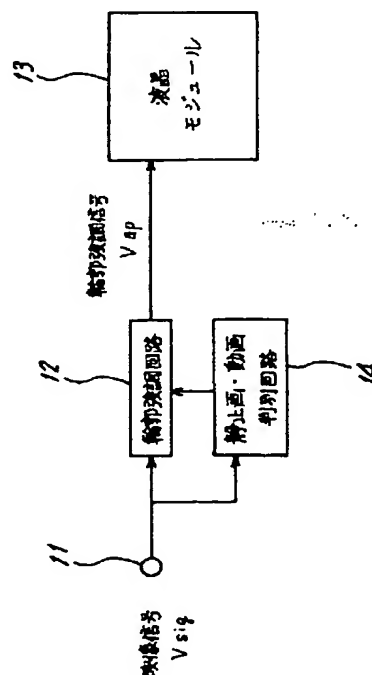 13
液晶
モジュール
輪郭強調信号
Vap
12
輪郭強調回路
静止画・動画
判別回路
14
11
映像信号
Vsig